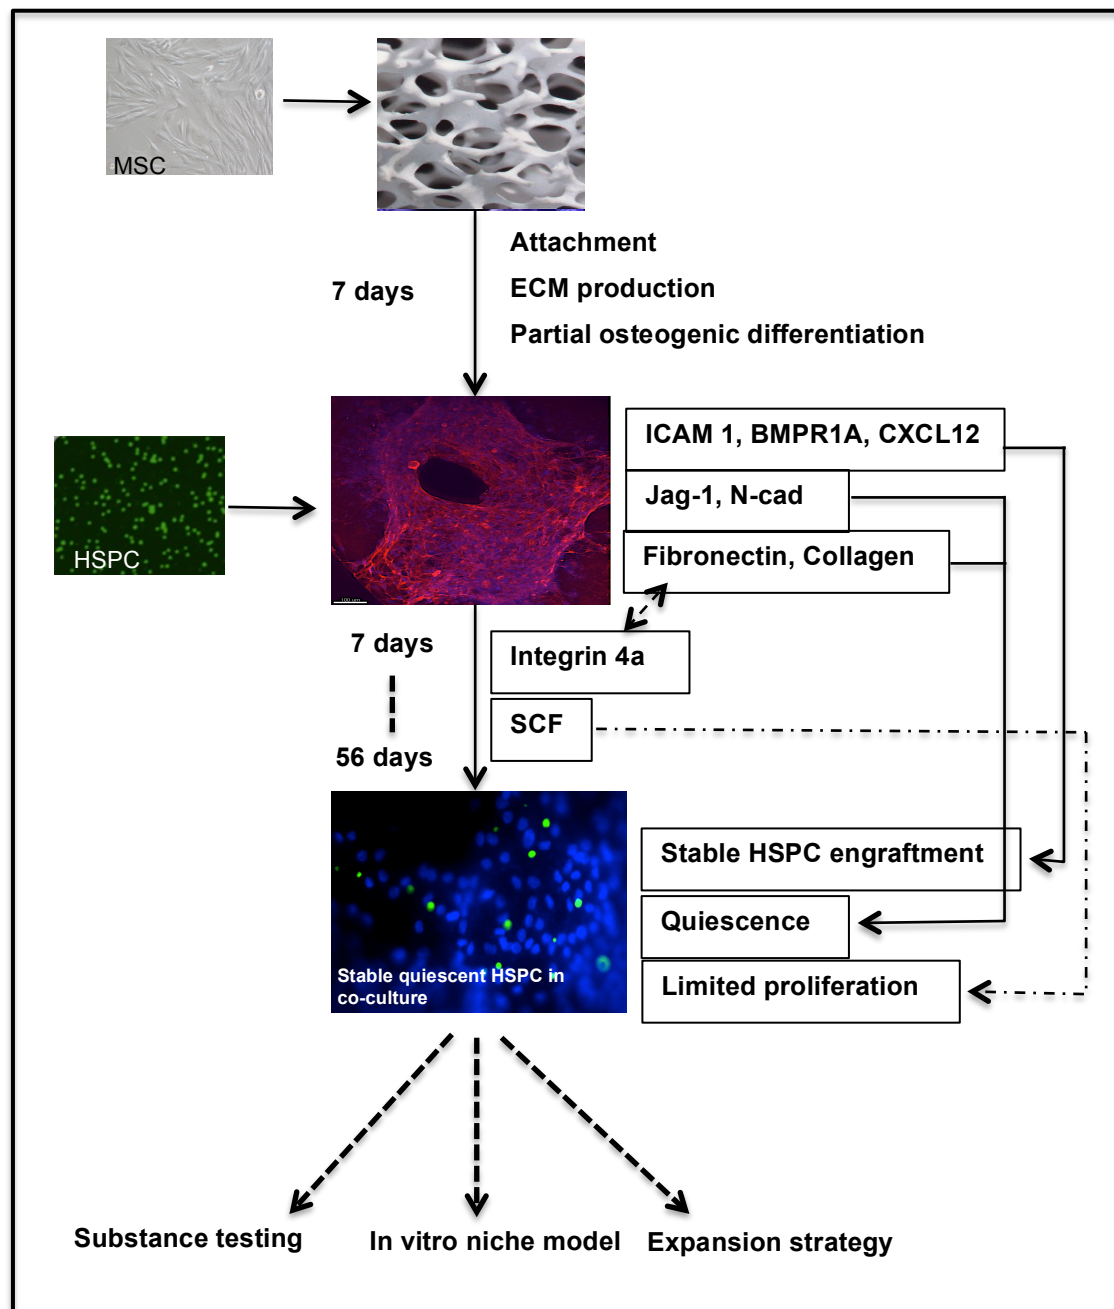 MSC
Attachment
7 days
ECM production
Partial osteogenic differentiation
ICAM 1, BMPR1A, CXCL12
Jag-1, N-cad
HSPC
Fibronectin, Collagen
100 µm
7 days
Integrin 4a
SCF
56 days
Stable HSPC engraftment
Quiescence
Stable quiescent HSPC in
co-culture
Limited proliferation
Substance testing
In vitro niche model
Expansion strategy